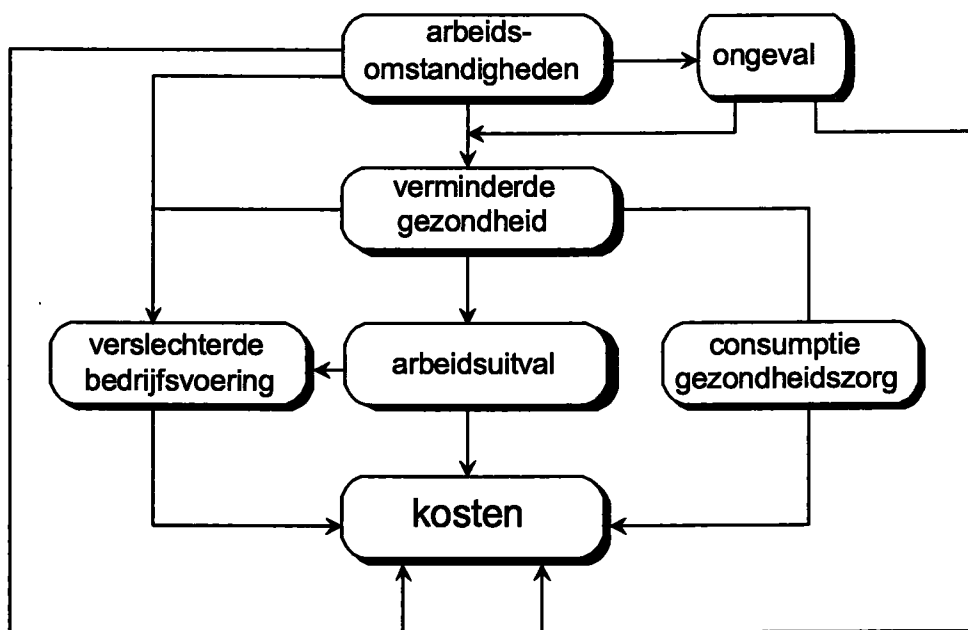 arbeids-
omstandigheden
ongeval
verminderde
gezondheid
verslechterde
bedrijfsvoering
arbeidsuitval
consumptie
gezondheidszorg
kosten